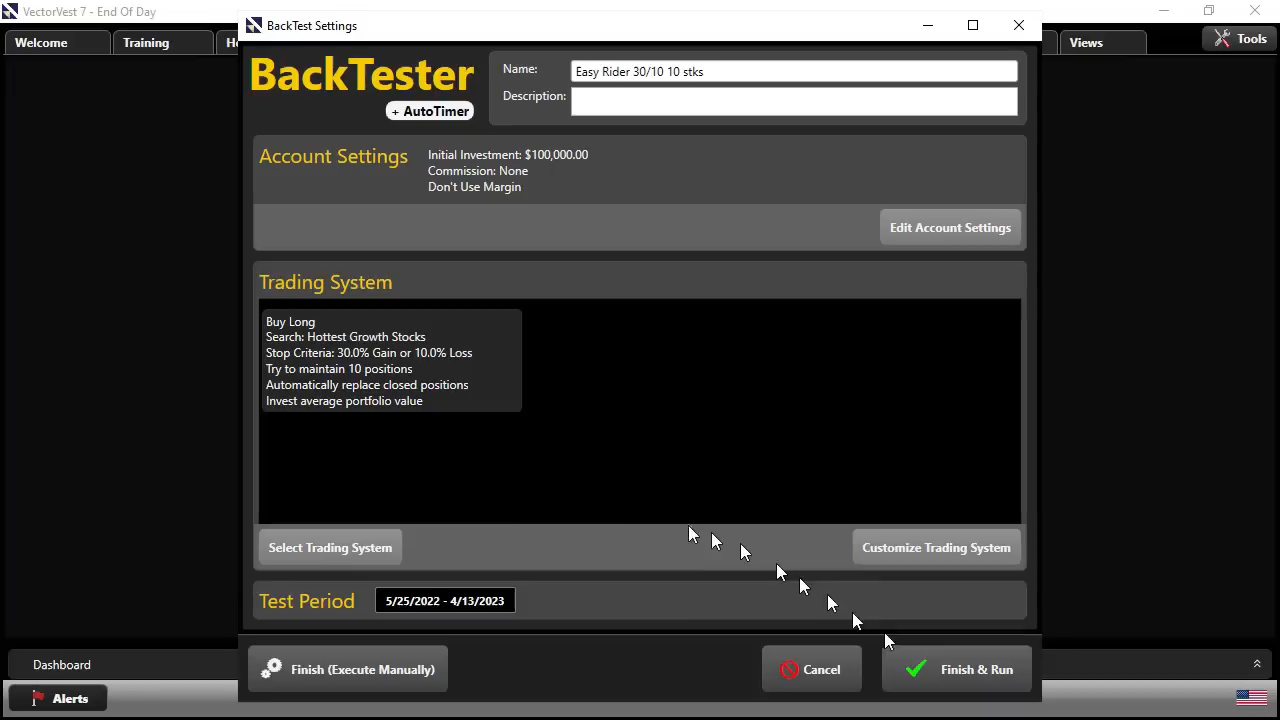 VectorVest 7 - End Of Day
BackTest Settings
Welcome
Training
Views
Tools
BackTester
+ AutoTimer
Name:
Easy Rider 30/10 10 stks
Description:
Account Settings
Initial Investment: $100,000.00
Commission: None
Don't Use Margin
Edit Account Settings
Trading System
Buy Long
Search: Hottest Growth Stocks
Stop Criteria: 30.0% Gain or 10.0% Loss
Try to maintain 10 positions
Automatically replace closed positions
Invest average portfolio value
Select Trading System
Customize Trading System
Test Period
5/25/2022 - 4/13/2023
Dashboard
Finish (Execute Manually)
Cancel
Finish & Run
Alerts